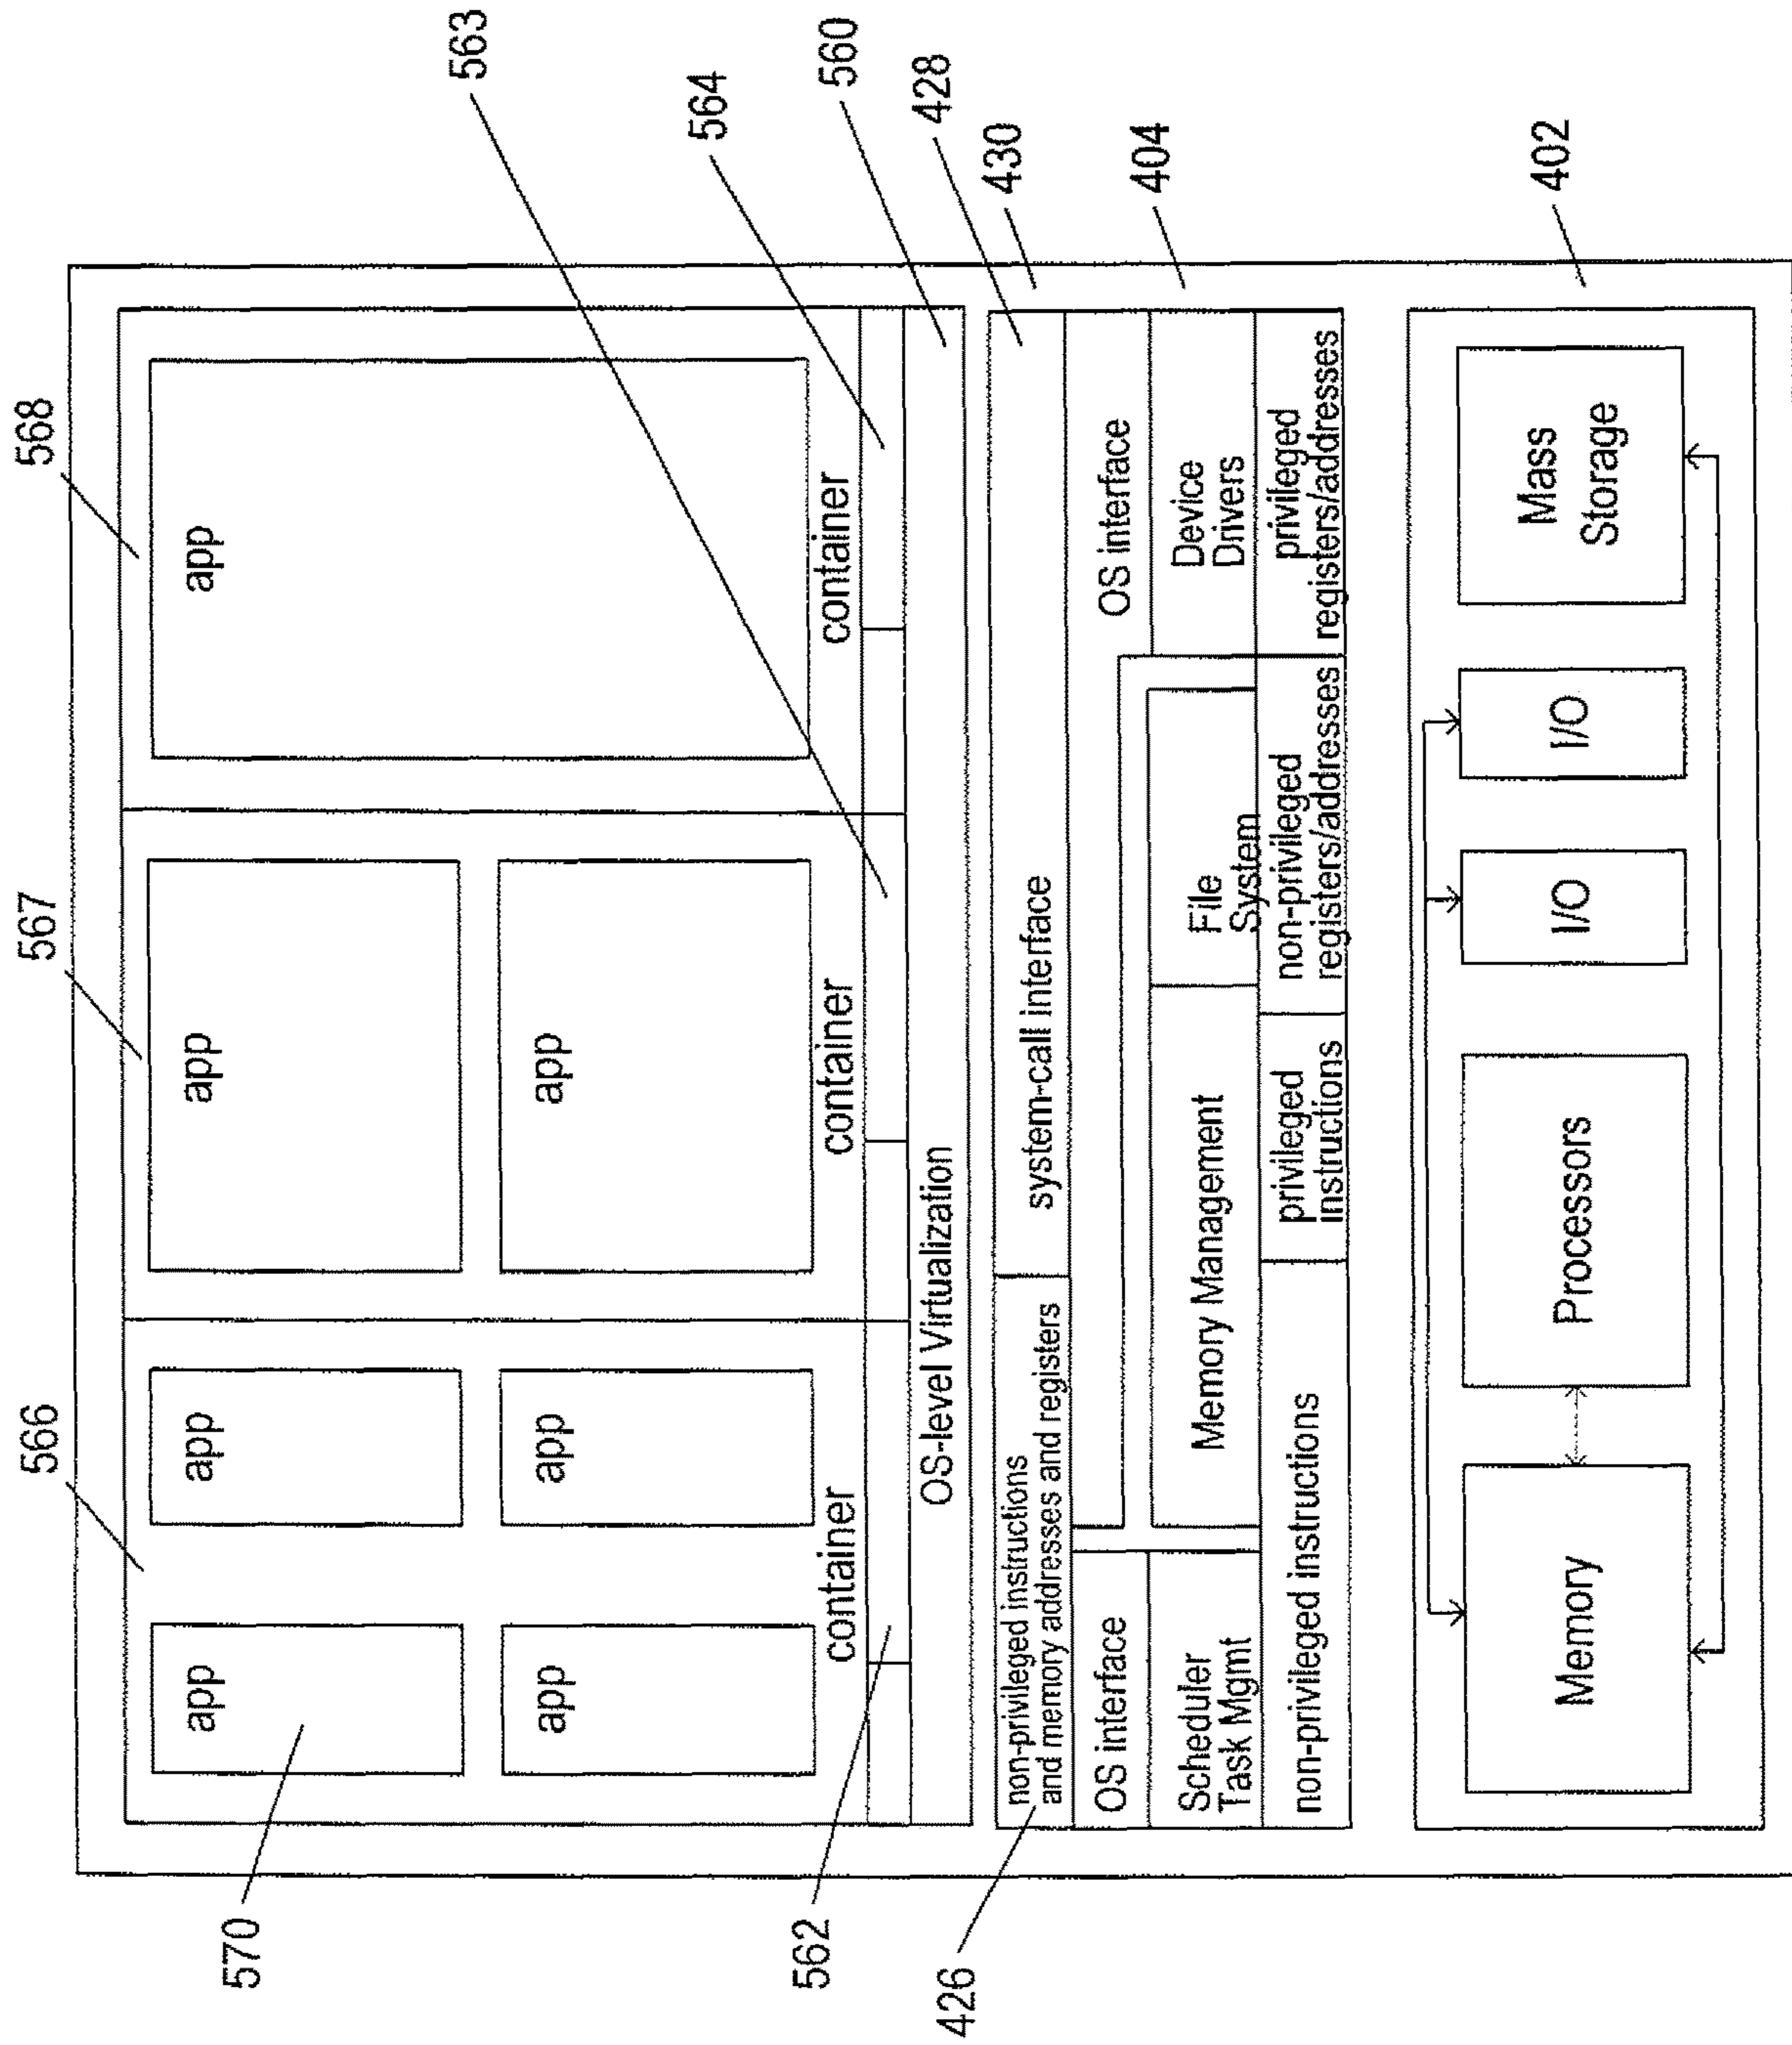 566
567
568
563
app
app
app
app
570
564
app
app
app
562
container
container
container
560
OS-level Virtualization
428
426
non-privileged instructions
and memory addresses and registers
system-call interface
430
OS interface
OS interface
404
Scheduler
Task Mgmt
Memory Management
File
System
Device
Drivers
non-privileged instructions
privileged
instructions
non-privileged
registers/addresses
privileged
registers/addresses
402
Memory
Processors
I/O
I/O
Mass
Storage